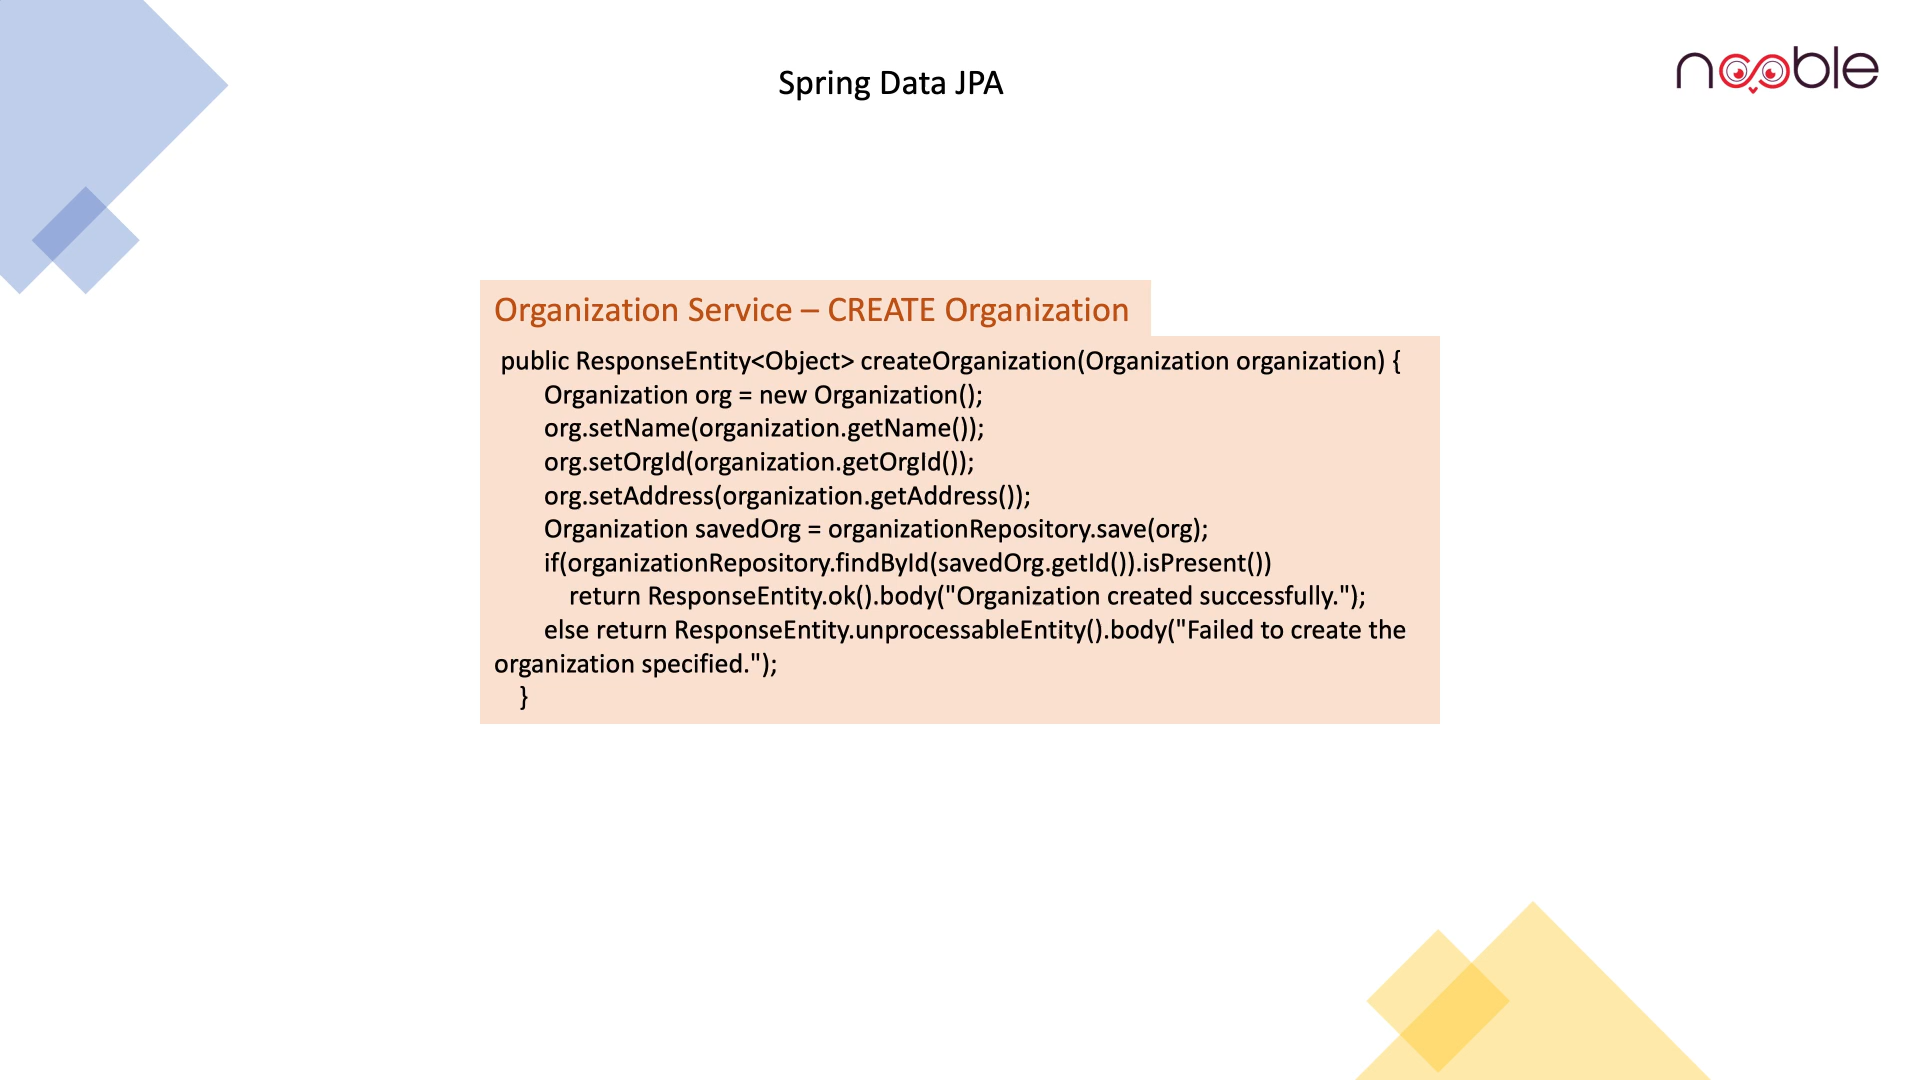 Spring Data JPA
nooble
Organization Service – CREATE Organization
public ResponseEntity<Object> createOrganization(Organization organization) {
Organization org = new Organization();
org.setName(organization.getName());
org.setOrgId(organization.getOrgId());
org.setAddress(organization.getAddress());
Organization savedOrg = organizationRepository.save(org);
if(organizationRepository.findById(savedOrg.getId()).isPresent())
return ResponseEntity.ok().body("Organization created successfully.");
else return ResponseEntity.unprocessableEntity().body("Failed to create the
organization specified.");
}